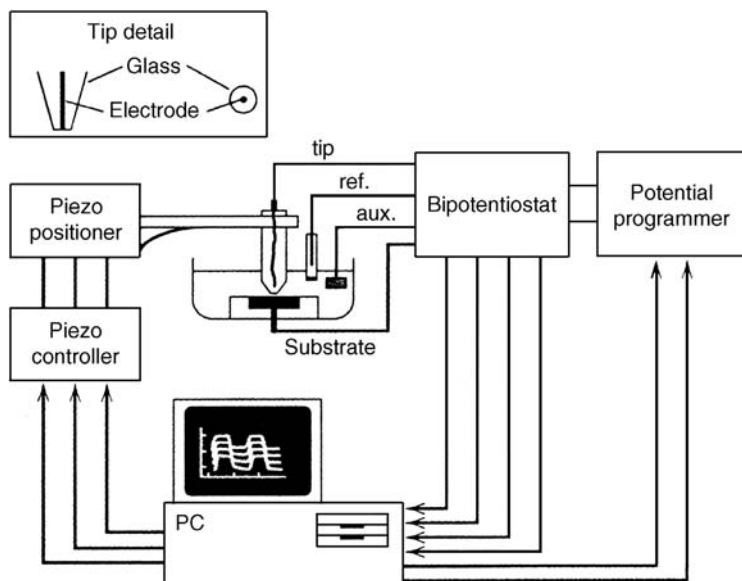 Tip detail
Glass
Electrode
tip
ref.
aux.
Piezo
positioner
Bipotentiostat
Potential
programmer
Piezo
controller
Substrate
PC